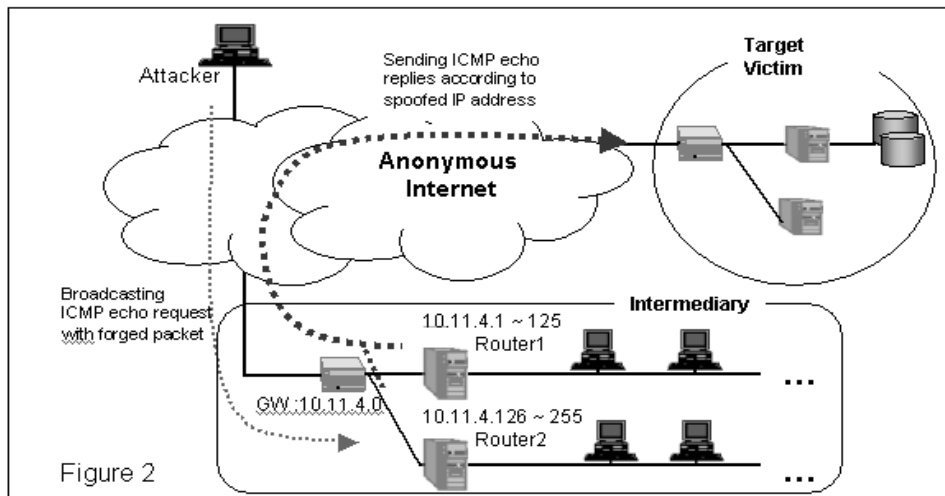 Attacker
Sending ICMP echo
replies according to
spoofed IP address
Target
Victim
Anonymous
Internet
Broadcasting
ICMP echo request
with forged packet
Intermediary
10.11.4.1 ~ 125
Router1
...
GW :10.11.4.0
10.11.4.126 ~ 255
Router2
...
Figure 2